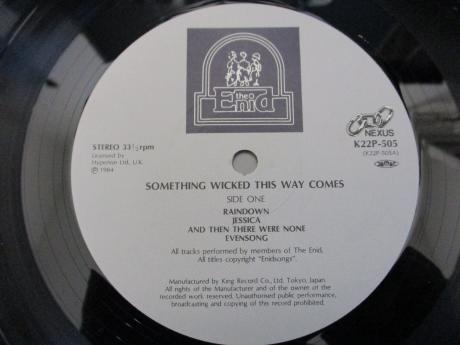 the
Enid
STEREO 33⅓rpm
Licensed by
Hypertter Ltd., U.K.
Ⓟ 1984
NEXUS
K22P-505
(K22P-505A)
SOMETHING WICKED THIS WAY COMES
SIDE ONE
RAINDOWN
JESSICA
AND THEN THERE WERE NONE
EVENSONG
All tracks performed by members of The Enid.
All titles copyright "Enidsongs".
Manufactured by King Record Co., Ltd. Tokyo, Japan.
All rights of the Manufacturer and of the owner of the
recorded work reserved. Unauthorised public performance,
broadcasting and copying of this record prohibited.